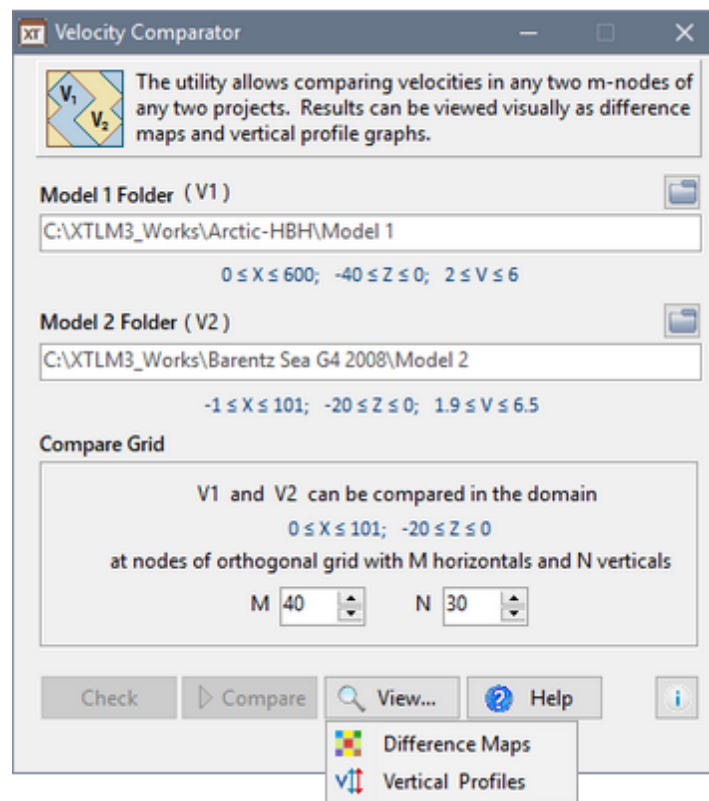 XT Velocity Comparator
V1 V2
The utility allows comparing velocities in any two m-nodes of
any two projects. Results can be viewed visually as difference
maps and vertical profile graphs.
Model 1 Folder ( V1 )
C:\XTLM3_Works\Arctic-HBH\Model 1
0 ≤ X ≤ 600; -40 ≤ Z ≤ 0; 2 ≤ V ≤ 6
Model 2 Folder ( V2 )
C:\XTLM3_Works\Barentz Sea G4 2008\Model 2
-1 ≤ X ≤ 101; -20 ≤ Z ≤ 0; 1.9 ≤ V ≤ 6.5
Compare Grid
V1 and V2 can be compared in the domain
0 ≤ X ≤ 101; -20 ≤ Z ≤ 0
at nodes of orthogonal grid with M horizontals and N verticals
M 40 N 30
Check Compare View... ? Help i
Difference Maps
V Vertical Profiles